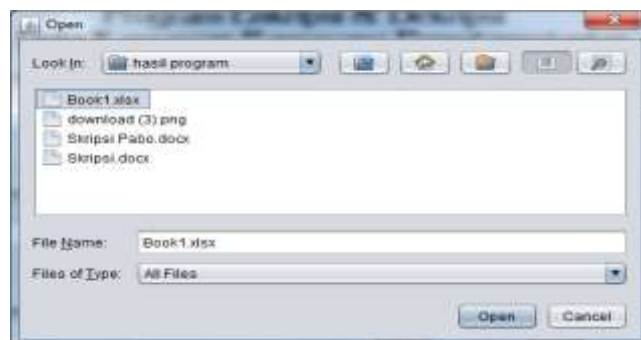 Open
Look In: hasil program
Book1.xlsx
download (3).png
Skripsi Pabo.docx
Skripsi.docx
File Name: Book1.xlsx
Files of Type: All Files
Open Cancel